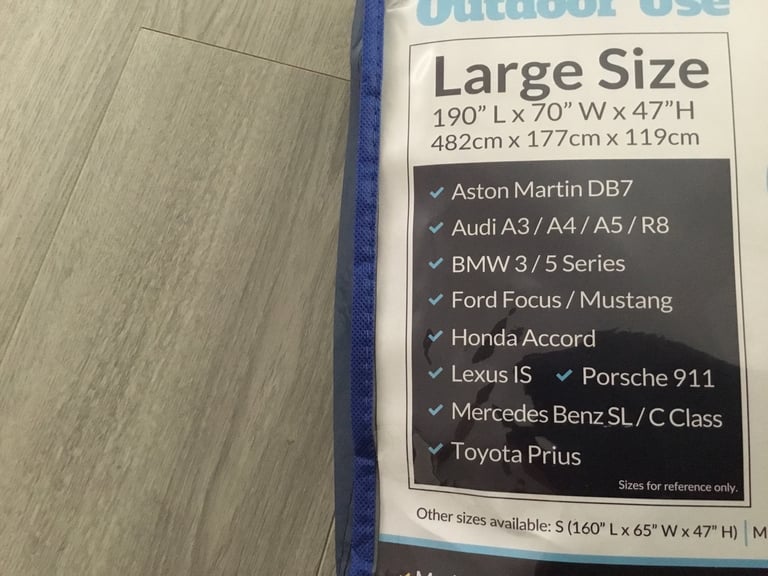 Outdoor Use
Large Size
190” L x 70” W x 47”H
482cm x 177cm x 119cm
Aston Martin DB7
Audi A3 / A4 / A5 / R8
BMW 3 / 5 Series
Ford Focus / Mustang
Honda Accord
Lexus IS Porsche 911
Mercedes Benz SL / C Class
Toyota Prius
Sizes for reference only.
Other sizes available: S (160” L x 65” W x 47” H) | M